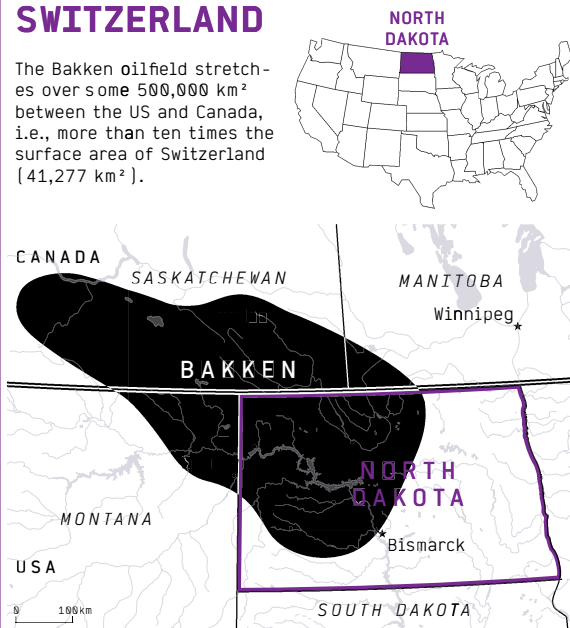 SWITZERLAND
The Bakken oilfield stretch-
es over some 500,000 km²
between the US and Canada,
i.e., more than ten times the
surface area of Switzerland
(41,277 km²).
NORTH
DAKOTA
CANADA
SASKATCHEWAN
MANITOBA
Winnipeg
BAKKEN
NORTH
DAKOTA
MONTANA
Bismarck
USA
0 100km
SOUTH DAKOTA